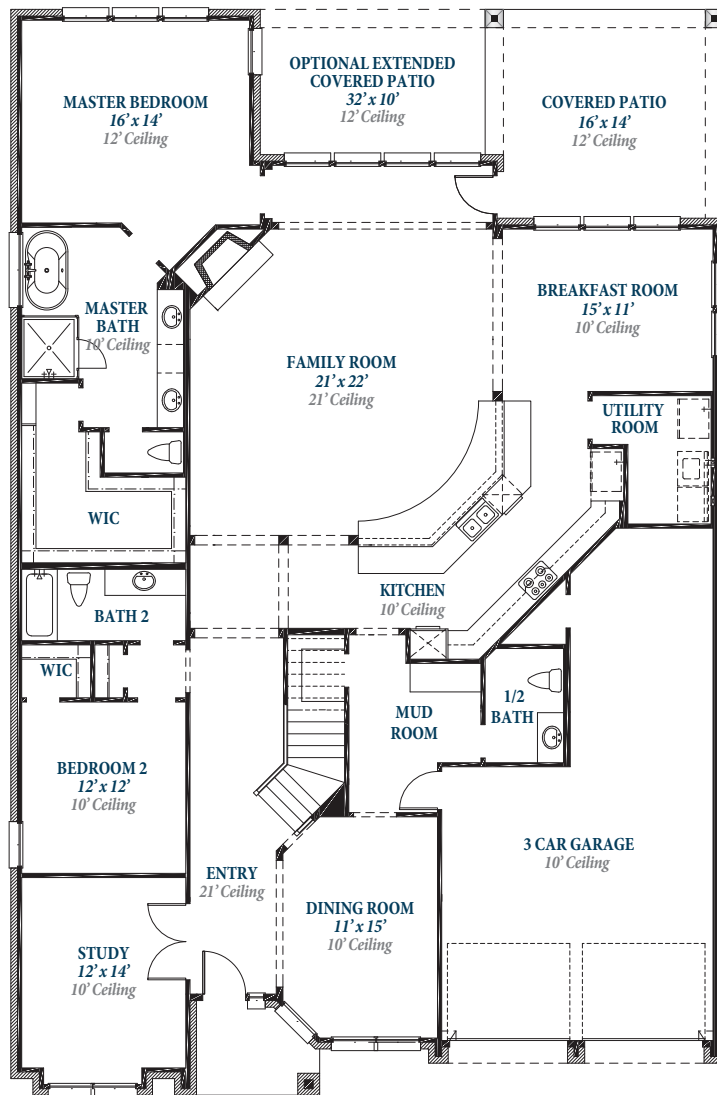 OPTIONAL EXTENDED
COVERED PATIO
32’ x 10’
12’ Ceiling
MASTER BEDROOM
16’ x 14’
12’ Ceiling
COVERED PATIO
16’ x 14’
12’ Ceiling
MASTER
BATH
10’ Ceiling
BREAKFAST ROOM
15’ x 11’
10’ Ceiling
FAMILY ROOM
21’ x 22’
21’ Ceiling
UTILITY
ROOM
WIC
KITCHEN
10’ Ceiling
BATH 2
WIC
MUD
ROOM
1/2
BATH
BEDROOM 2
12’ x 12’
10’ Ceiling
3 CAR GARAGE
10’ Ceiling
ENTRY
21’ Ceiling
DINING ROOM
11’ x 15’
10’ Ceiling
STUDY
12’ x 14’
10’ Ceiling